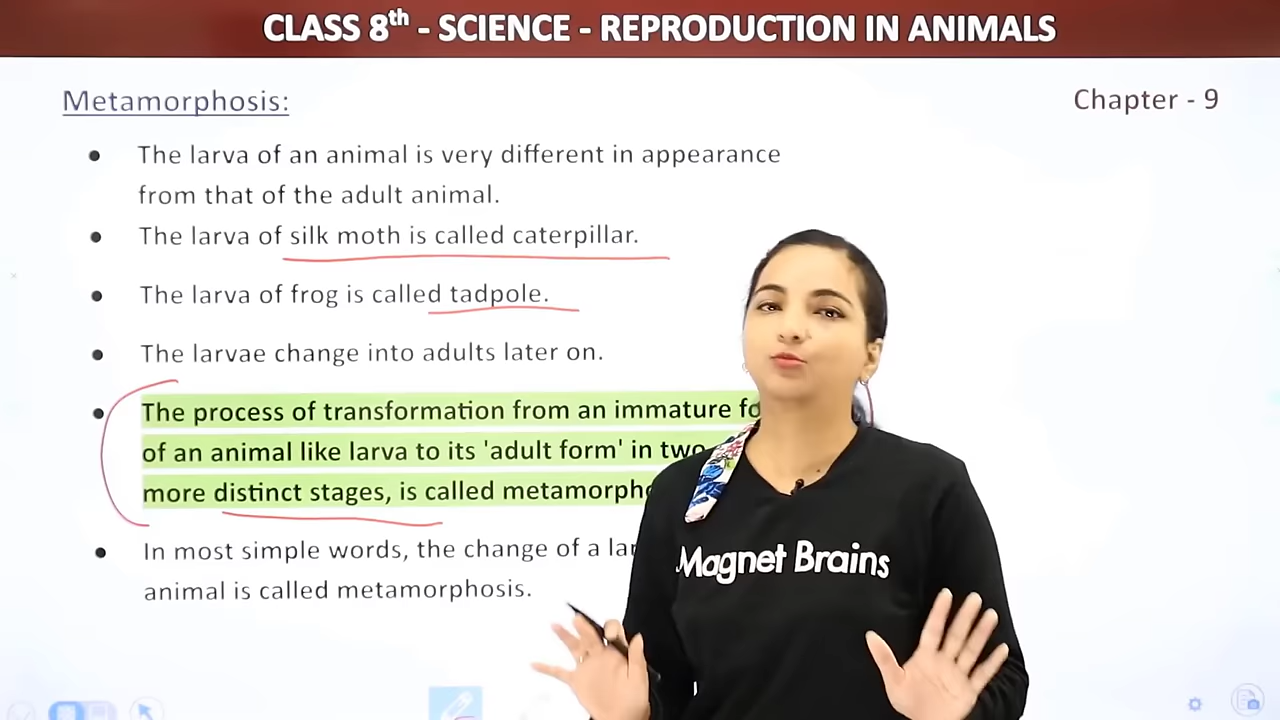 CLASS 8th - SCIENCE - REPRODUCTION IN ANIMALS
Metamorphosis:
Chapter - 9
● The larva of an animal is very different in appearance
from that of the adult animal.
● The larva of silk moth is called caterpillar.
● The larva of frog is called tadpole.
● The larvae change into adults later on.
● The process of transformation from an immature
of an animal like larva to its 'adult form' in two
more distinct stages, is called
● In most simple words, the change of a
animal is called metamorphosis.
Magnet Brains